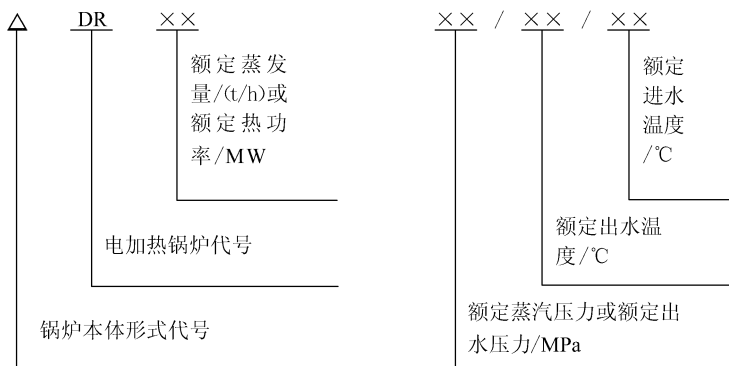 △ DR ×× ×× / ×× / ××
额定蒸发
量/(t/h)或
额定热功
率/MW
额定
进水
温度
/℃
电加热锅炉代号
额定出水温
度/℃
锅炉本体形式代号
额定蒸汽压力或额定出
水压力/MPa